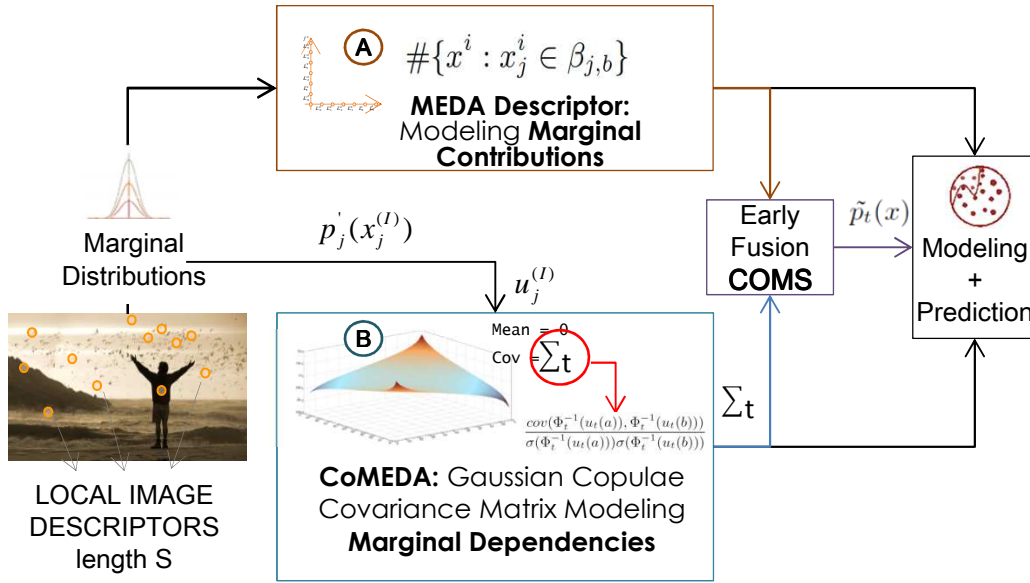 A
#{x^i : x^i_j ∈ β_{j,b}}
MEDA Descriptor:
Modeling Marginal
Contributions
Marginal
Distributions
p'_j(x_j^{(I)})
u_j^{(I)}
Early
Fusion
COMS
p̃_t(x)
Modeling
+
Prediction
B
Mean = 0
Cov = Σt
cov(Φ_t^{-1}(u_t(a)), Φ_t^{-1}(u_t(b)))
σ(Φ_t^{-1}(u_t(a)))σ(Φ_t^{-1}(u_t(b)))
Σt
CoMEDA: Gaussian Copulae
Covariance Matrix Modeling
Marginal Dependencies
LOCAL IMAGE
DESCRIPTORS
length S